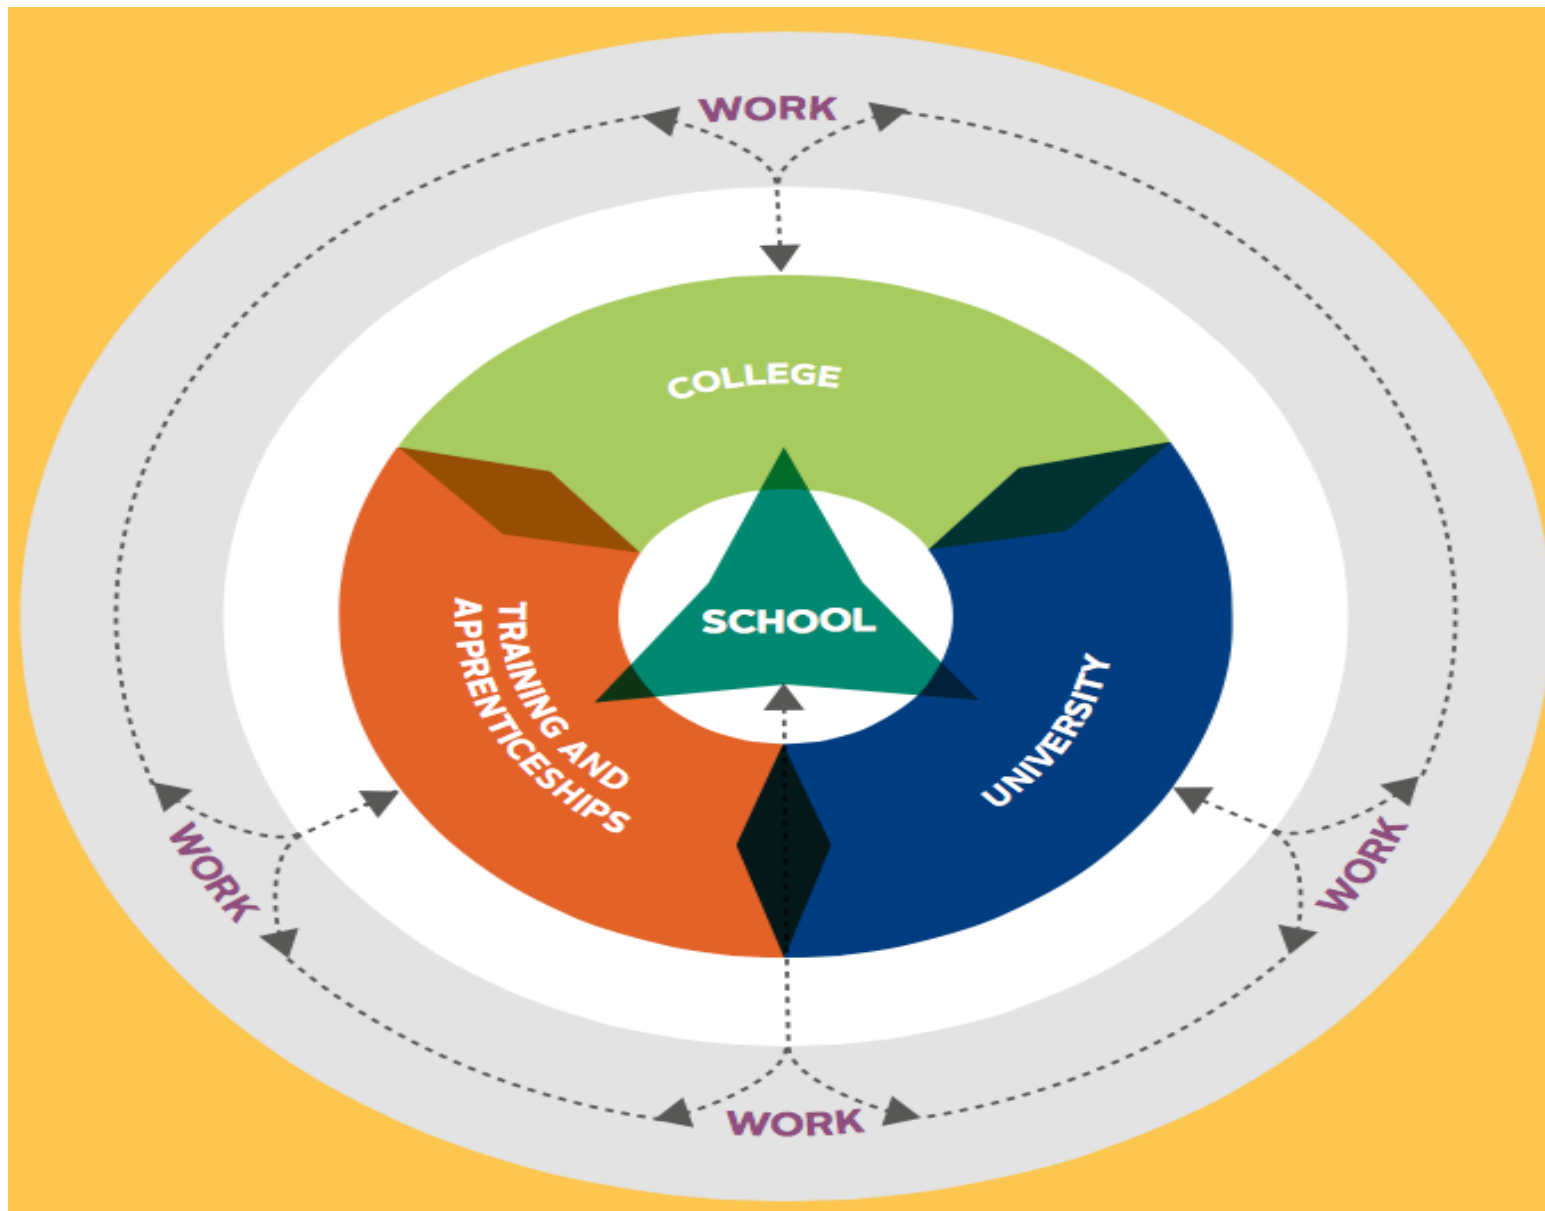 WORK
COLLEGE
SCHOOL
TRAINING AND
APPRENTICESHIPS
UNIVERSITY
WORK
WORK
WORK